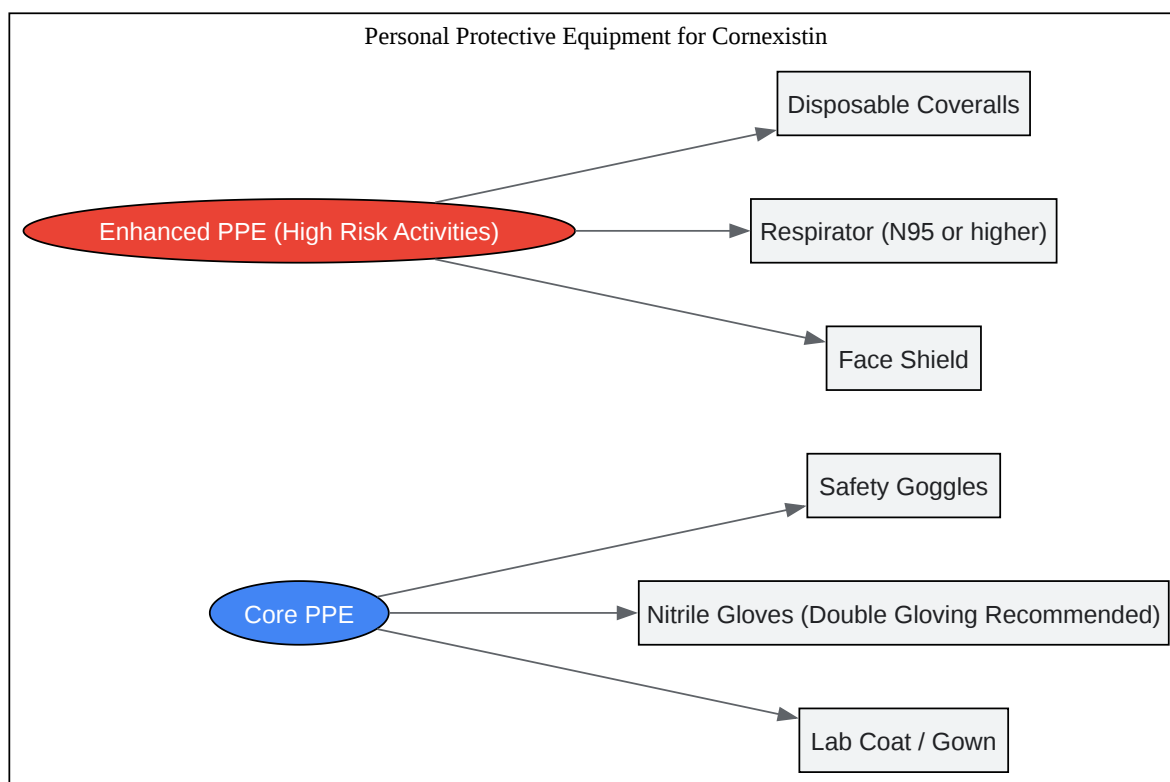 Personal Protective Equipment for Cornexistin
Disposable Coveralls
Enhanced PPE (High Risk Activities)
Respirator (N95 or higher)
Face Shield
Safety Goggles
Core PPE
Nitrile Gloves (Double Gloving Recommended)
Lab Coat / Gown